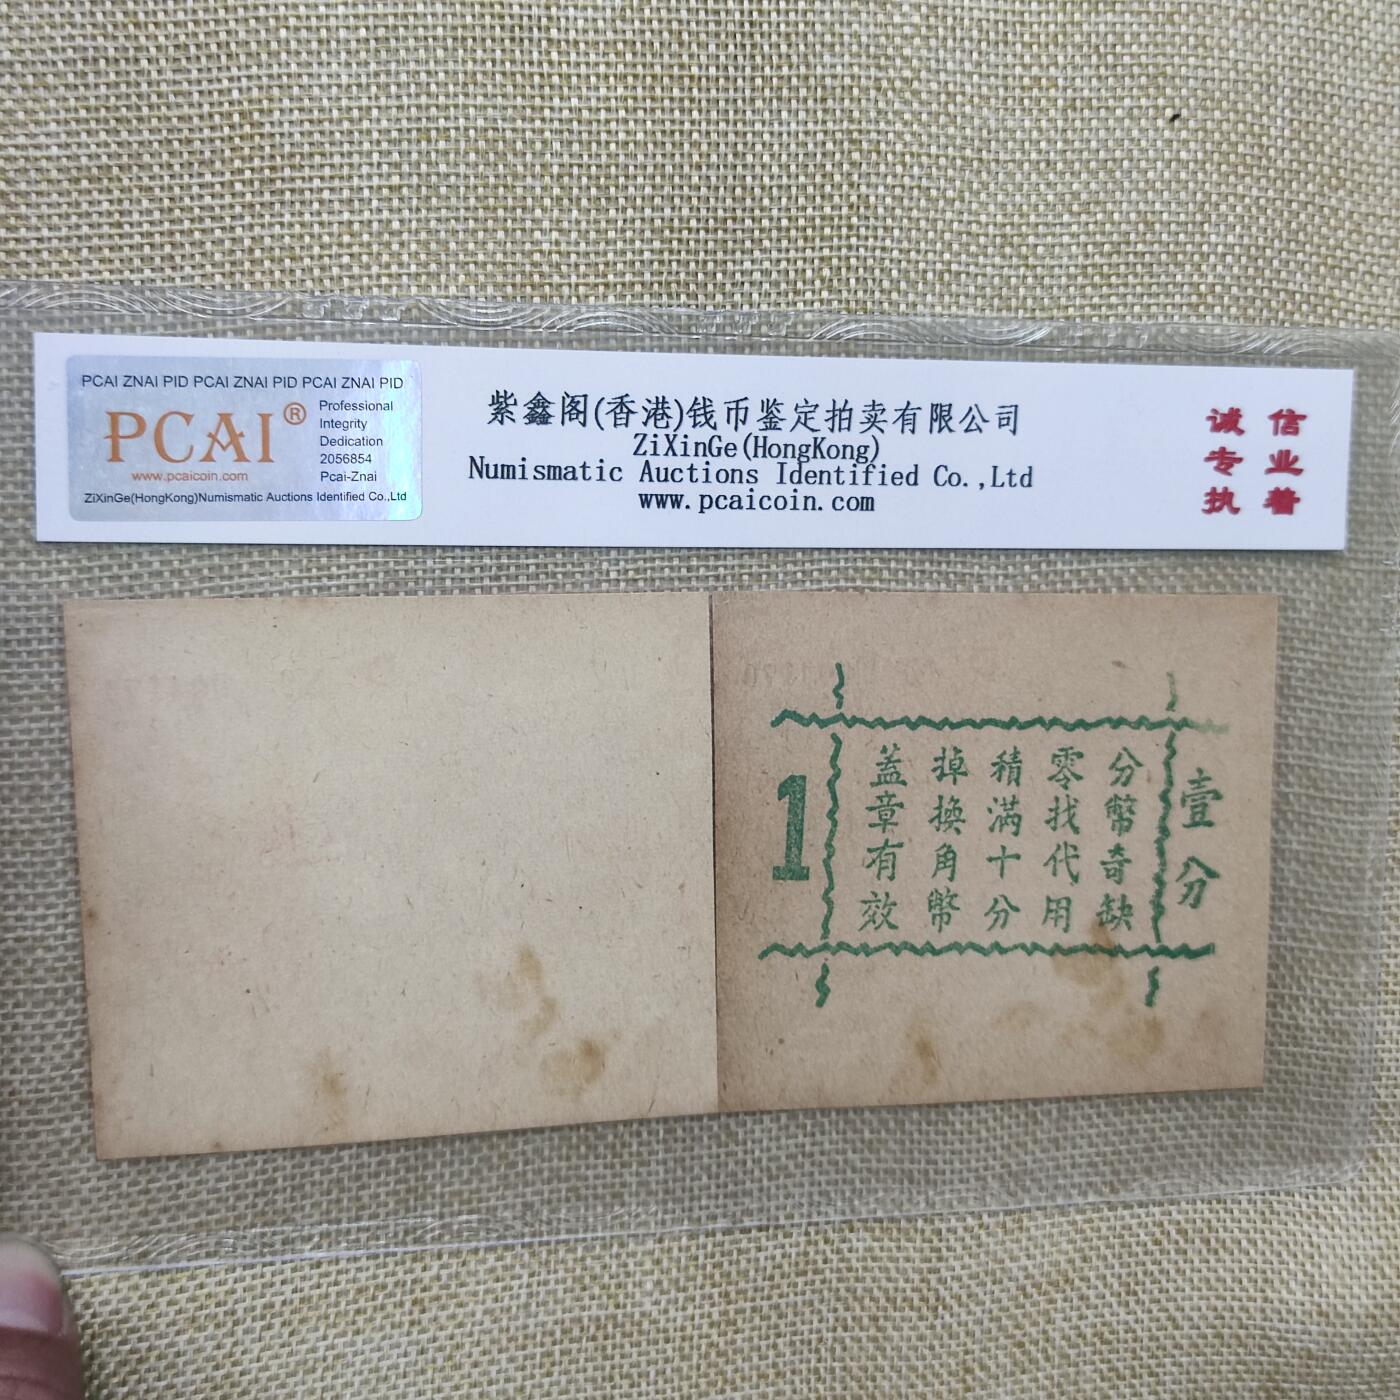 PCAI ZNAI PID PCAI ZNAI PID PCAI ZNAI PID
PCAI®
www.pcaicoin.com
Professional
Integrity
Dedication
2056854
Pcai-Znai
ZiXinGe(HongKong)Numismatic Auctions Identified Co.,Ltd
紫鑫阁(香港)钱币鉴定拍卖有限公司
ZiXinGe(HongKong)
Numismatic Auctions Identified Co.,Ltd
www.pcaicoin.com
诚信
专业
执着
壹分
分幣奇缺
零找代用
積满十分
掉换角幣
盖章有效
1